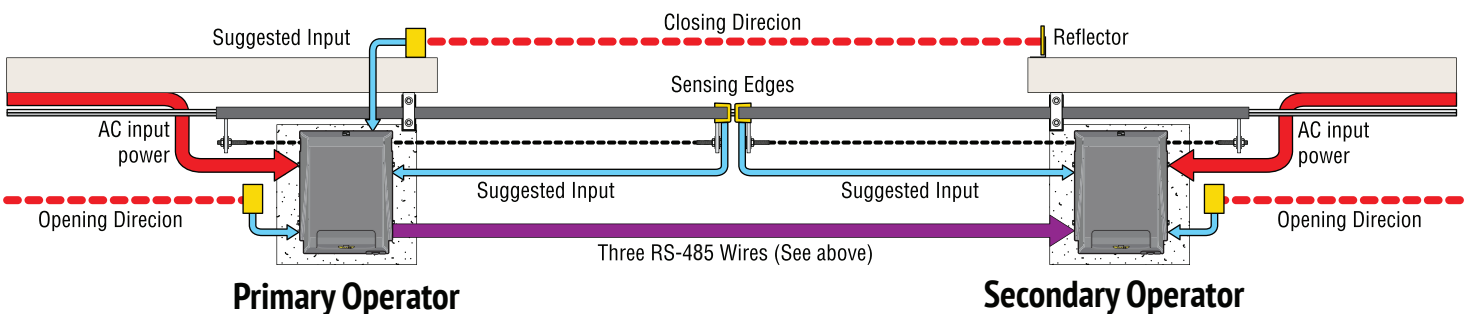 Closing Direcion
Suggested Input
Reflector
Sensing Edges
AC input
power
AC input
power
Suggested Input
Suggested Input
Opening Direcion
Opening Direcion
Three RS-485 Wires (See above)
Primary Operator
Secondary Operator